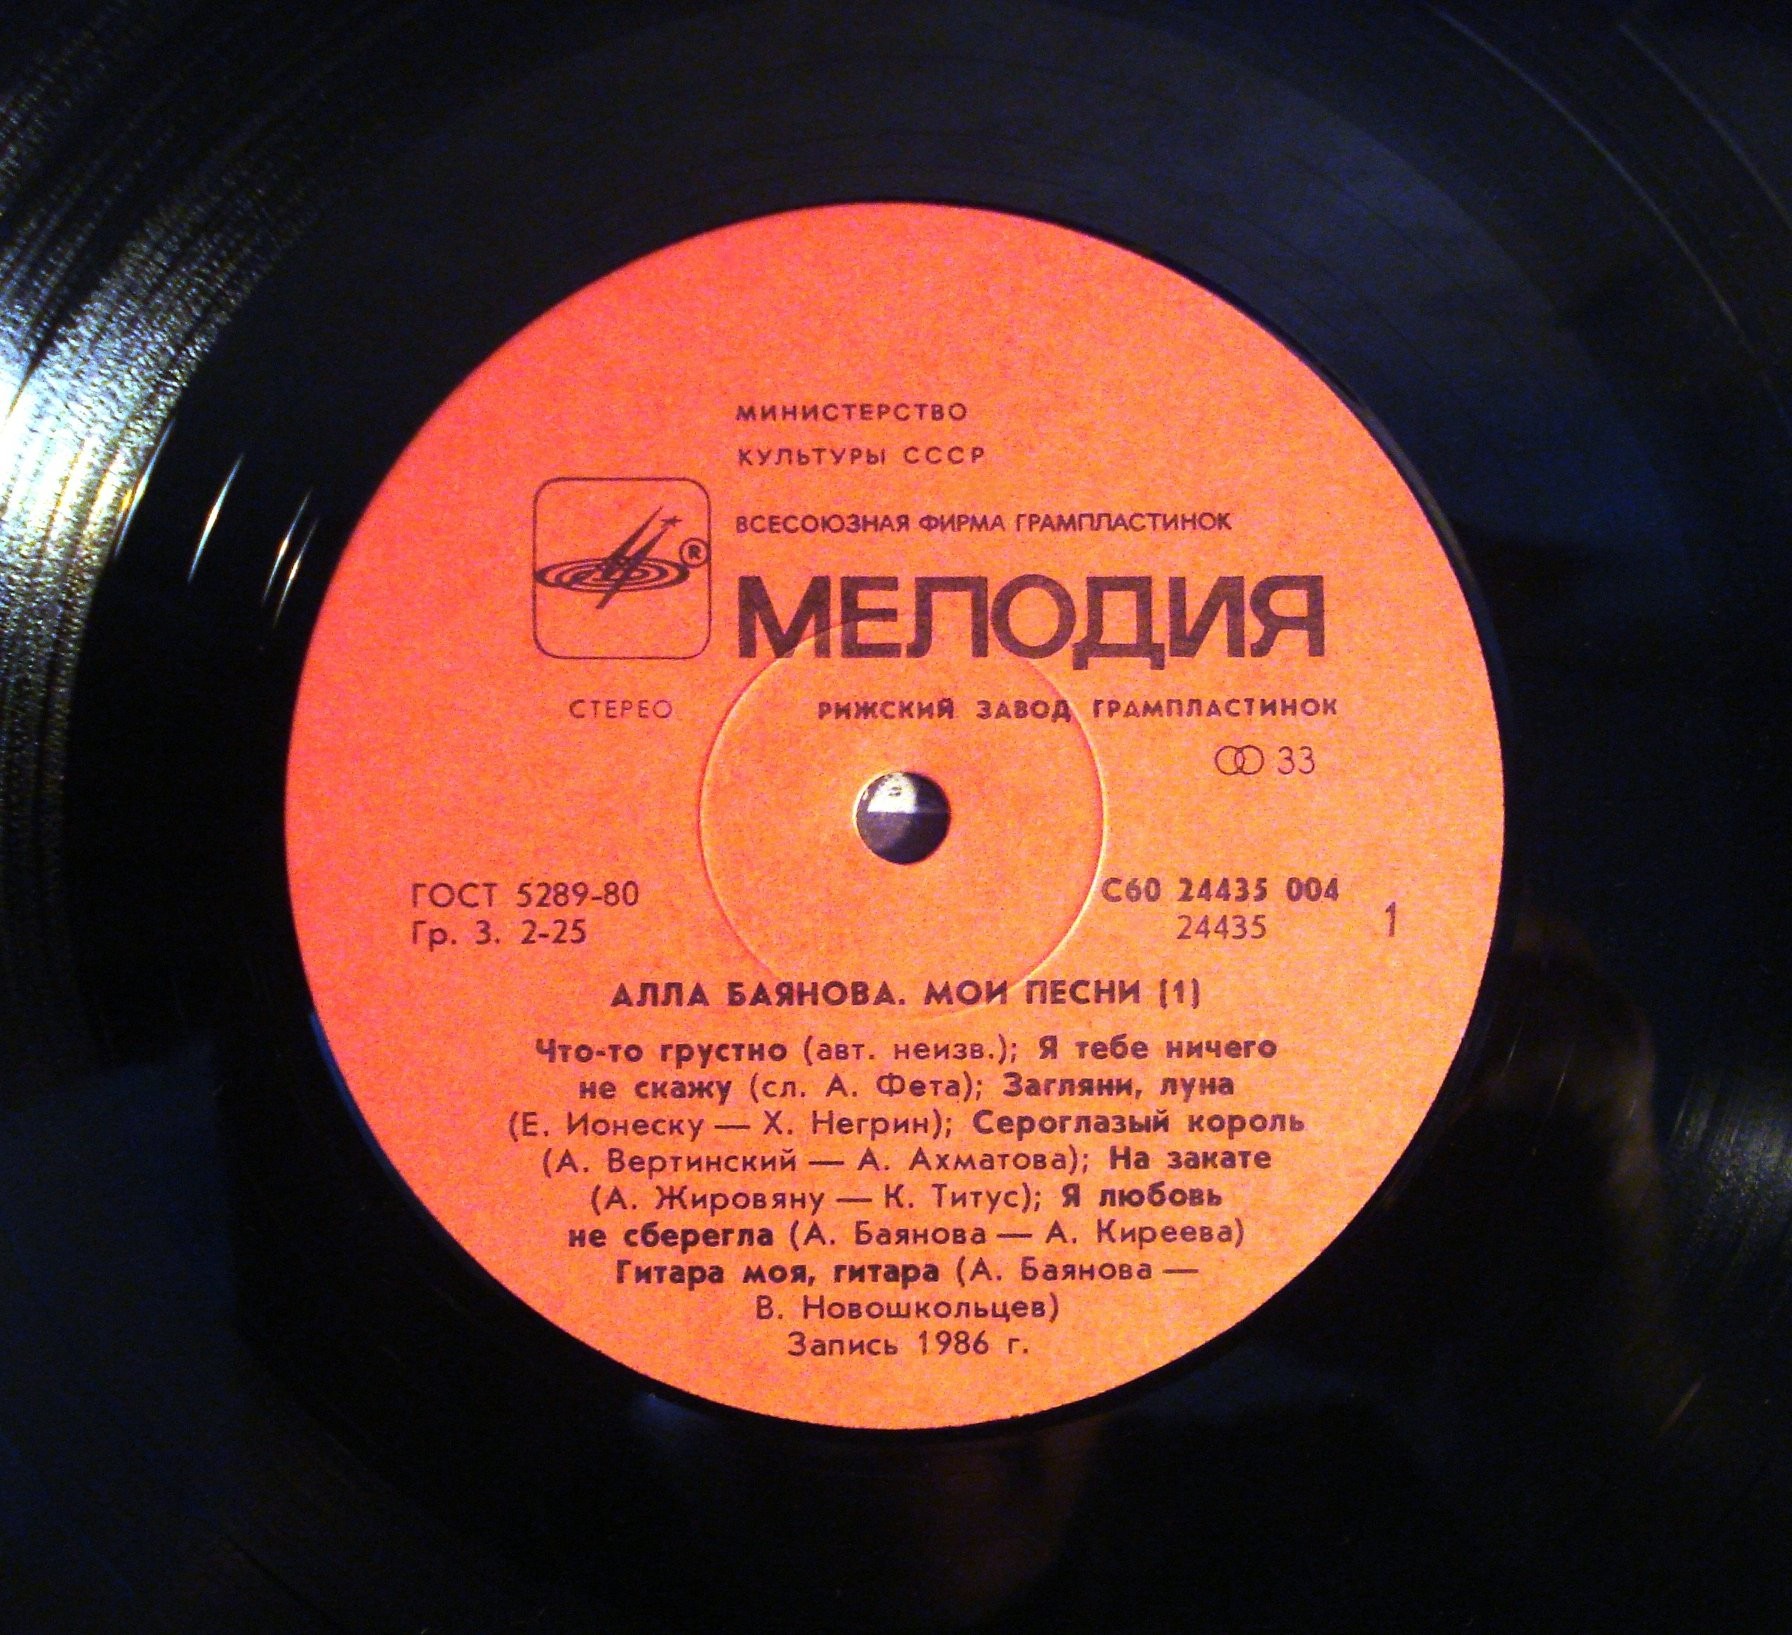 МИНИСТЕРСТВО
КУЛЬТУРЫ СССР
ВСЕСОЮЗНАЯ ФИРМА ГРАМПЛАСТИНОК
®
МЕЛОДИЯ
СТЕРЕО РИЖСКИЙ ЗАВОД ГРАМПЛАСТИНОК
33
ГОСТ 5289-80 С60 24435 004
Гр. 3. 2-25 24435 1
АЛЛА БАЯНОВА. МОИ ПЕСНИ (1)
Что-то грустно (авт. неизв.); Я тебе ничего
не скажу (сл. А. Фета); Загляни, луна
(Е. Ионеску — Х. Негрин); Сероглазый король
(А. Вертинский — А. Ахматова); На закате
(А. Жировяну — К. Титус); Я любовь
не сберегла (А. Баянова — А. Киреева)
Гитара моя, гитара (А. Баянова —
В. Новошкольцев)
Запись 1986 г.